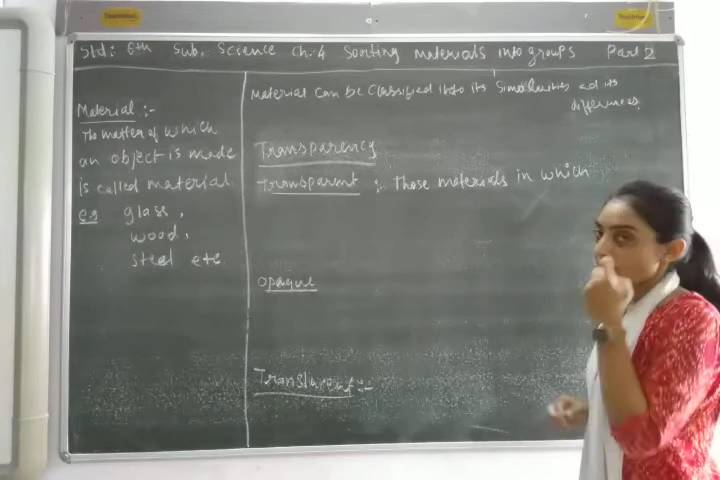 Std: 6th Sub. Science Ch-4 Sorting materials into groups Part 2
Material :-
The matter of which
an object is made
is called material
eg glass,
wood,
steel etc
Material can be Classified into its Similarities ad its
differences
Transparency
Transparent :- Those materials in which
Opaque
Translucent :-